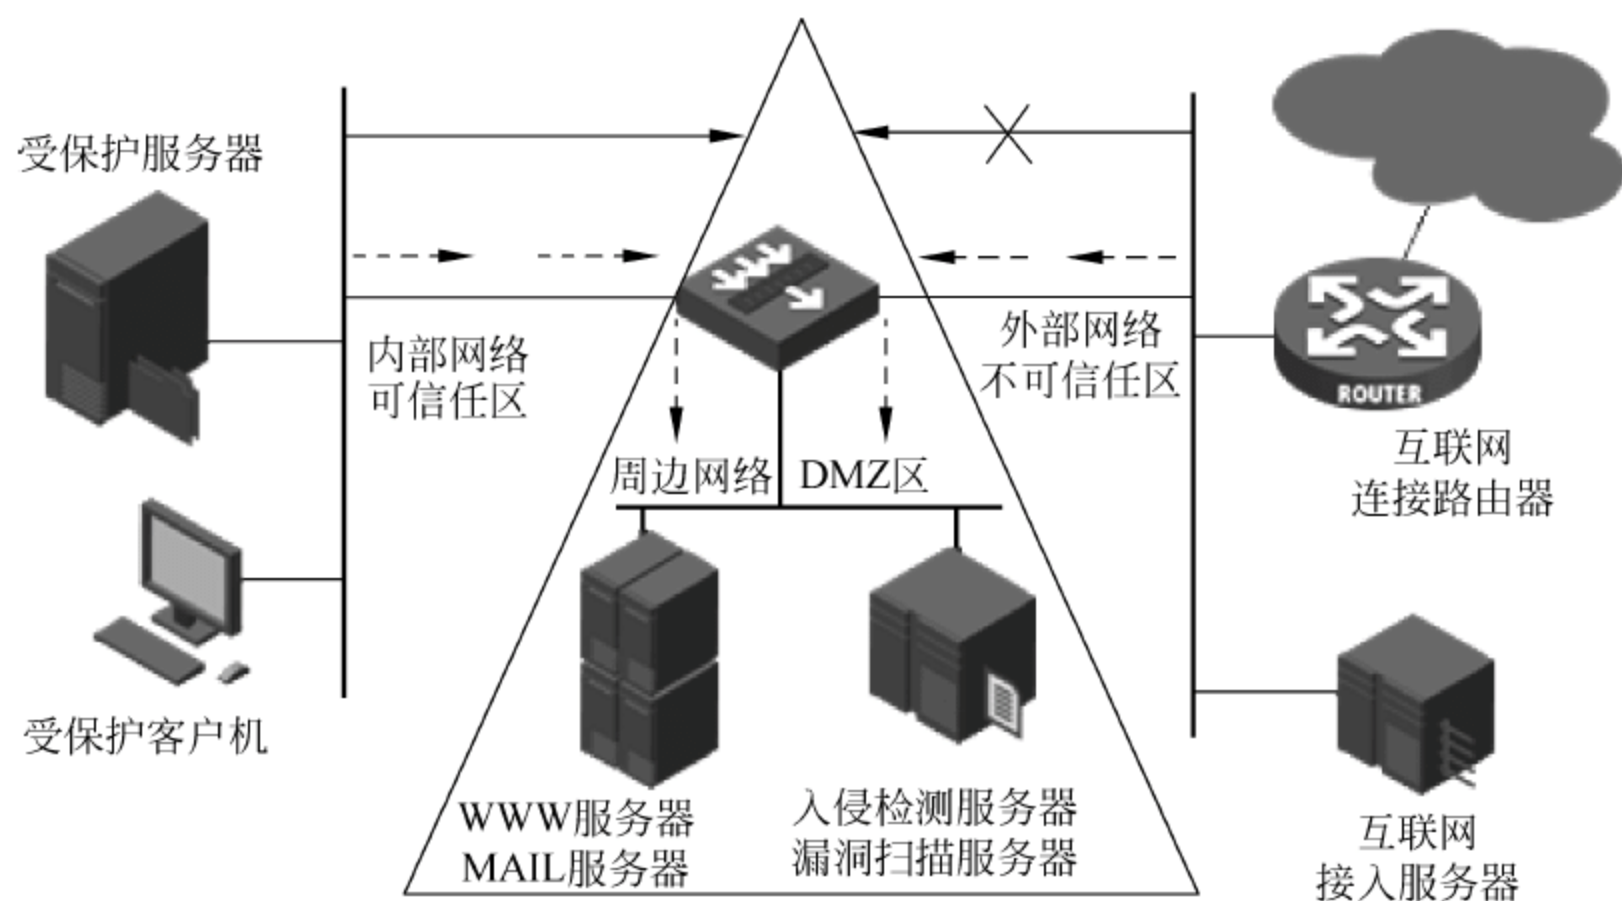 受保护服务器
内部网络
可信任区
外部网络
不可信任区
ROUTER
互联网
连接路由器
周边网络
DMZ区
受保护客户机
WWW服务器
MAIL服务器
入侵检测服务器
漏洞扫描服务器
互联网
接入服务器